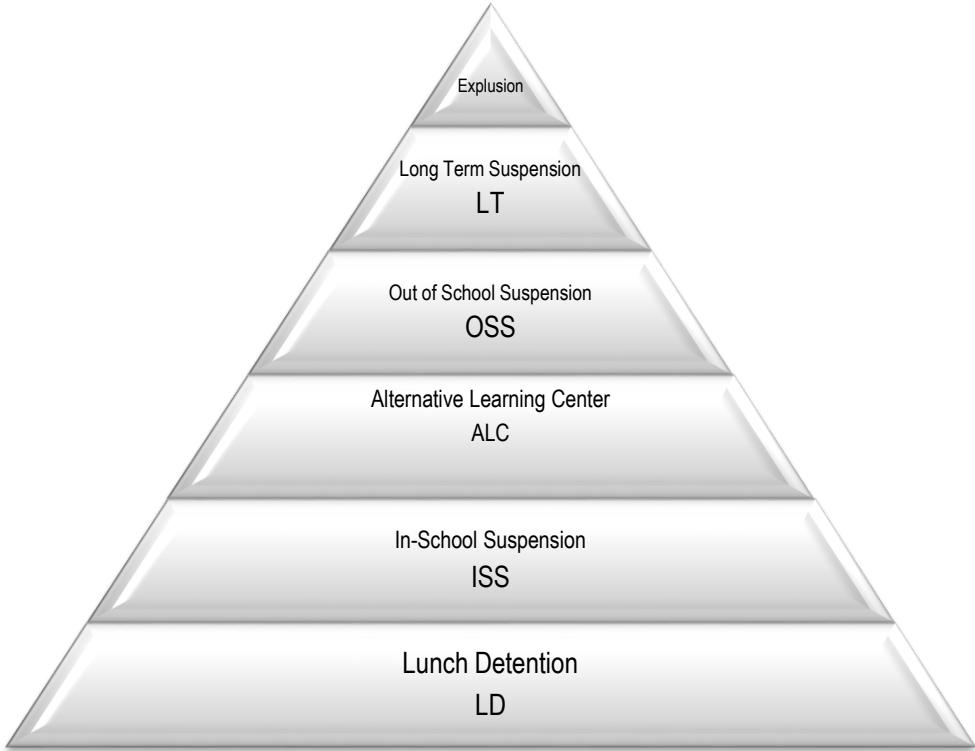 Explusion
Long Term Suspension
LT
Out of School Suspension
OSS
Alternative Learning Center
ALC
In-School Suspension
ISS
Lunch Detention
LD